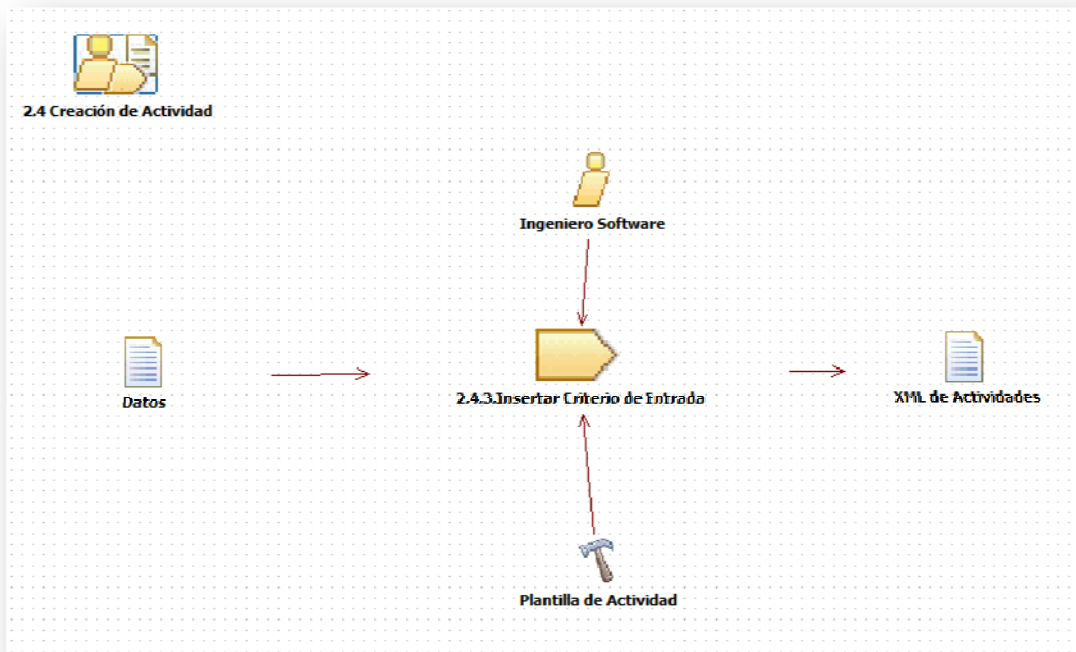 2.4 Creación de Actividad
Ingeniero Software
Datos
2.4.3.Insertar Criterio de Entrada
XML de Actividades
Plantilla de Actividad